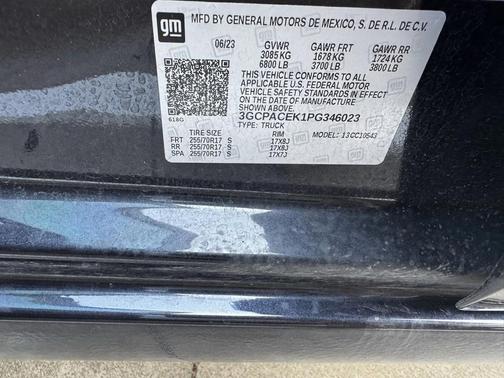 gm
MFD BY GENERAL MOTORS DE MEXICO, S. DE R.L. DE C.V.
06/23 GVWR GAWR FRT GAWR RR
3085 KG 1678 KG 1724 KG
6800 LB 3700 LB 3800 LB
THIS VEHICLE CONFORMS TO ALL
APPLICABLE U.S. FEDERAL MOTOR
VEHICLE SAFETY STANDARDS IN EFFECT
ON THE DATE OF MANUFACTURE
SHOWN ABOVE.
618G 3GCPACEK1PG346023
TYPE: TRUCK
TIRE SIZE RIM MODEL: 13CC10543
FRT 255/70R17 S 17X8J
RR 255/70R17 S 17X8J
SPA 255/70R17 S 17X7J